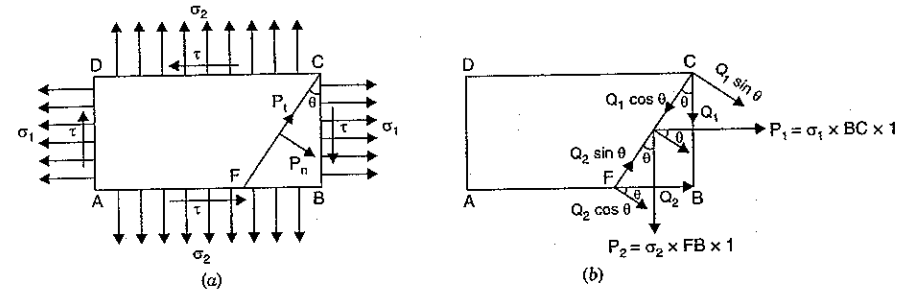 σ₂
D
τ
C
θ
Pₜ
τ
σ₁
τ
σ₁
Pₙ
F
A
τ
B
σ₂
(a)
D
C
Q₁ sin θ
Q₁ cos θ
θ
Q₁
P₁ = σ₁ × BC × 1
θ
Q₂ sin θ
θ
F
θ
A
B
Q₂
Q₂ cos θ
P₂ = σ₂ × FB × 1
(b)